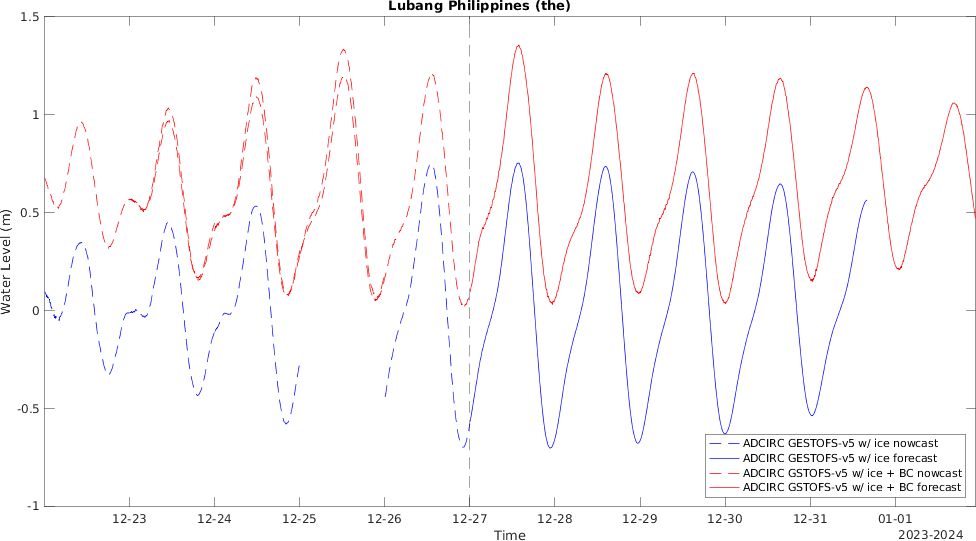 Lubang Philippines (the)
1.5
1
0.5
0
-0.5
-1
Water Level (m)
12-23 12-24 12-25 12-26 12-27 12-28 12-29 12-30 12-31 01-01
Time
2023-2024
ADCIRC GESTOFS-v5 w/ ice nowcast
ADCIRC GESTOFS-v5 w/ ice forecast
ADCIRC GSTOFS-v5 w/ ice + BC nowcast
ADCIRC GSTOFS-v5 w/ ice + BC forecast